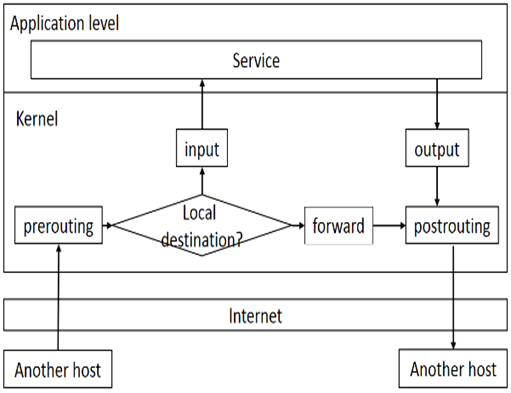 Application level
Service
Kernel
input
output
prerouting
Local
destination?
forward
postrouting
Internet
Another host
Another host